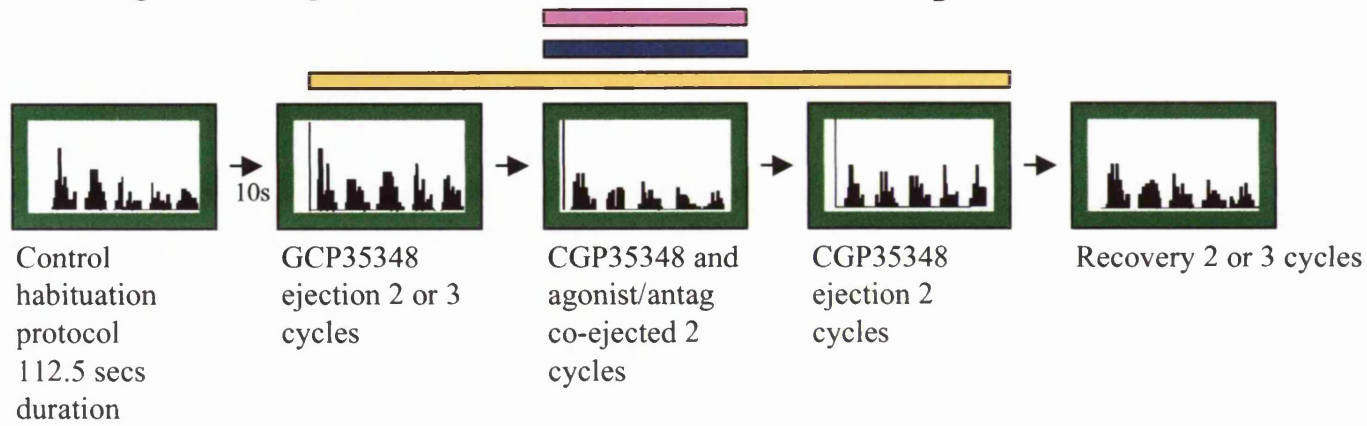 10s
Control
habituation
protocol
112.5 secs
duration
GCP35348
ejection 2 or 3
cycles
CGP35348 and
agonist/antag
co-ejected 2
cycles
CGP35348
ejection 2
cycles
Recovery 2 or 3 cycles